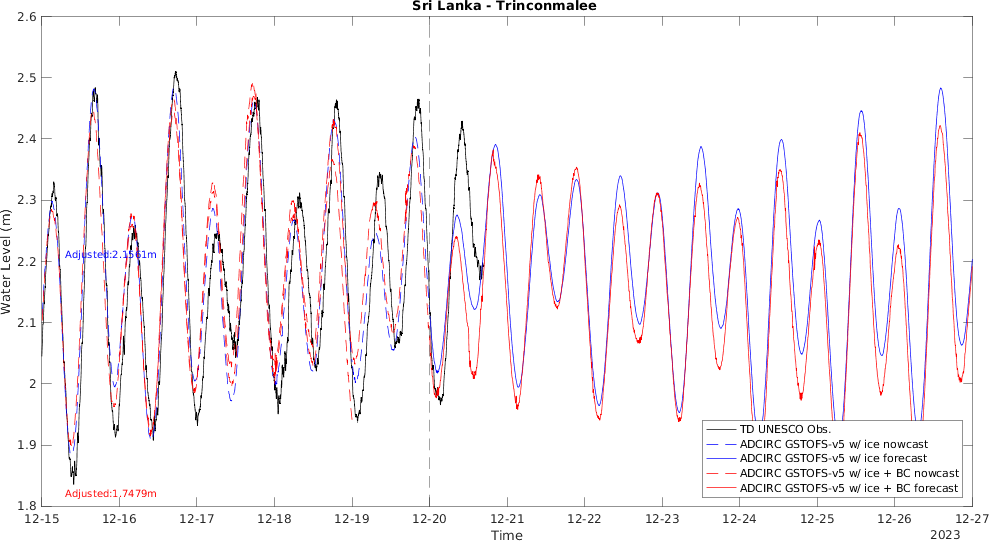 Sri Lanka - Trinconmalee
2.6
2.5
2.4
2.3
2.2
2.1
2
1.9
1.8
Water Level (m)
Adjusted:2.1561m
Adjusted:1.7479m
TD UNESCO Obs.
ADCIRC GSTOFS-v5 w/ ice nowcast
ADCIRC GSTOFS-v5 w/ ice forecast
ADCIRC GSTOFS-v5 w/ ice + BC nowcast
ADCIRC GSTOFS-v5 w/ ice + BC forecast
12-15 12-16 12-17 12-18 12-19 12-20 12-21 12-22 12-23 12-24 12-25 12-26 12-27
Time
2023